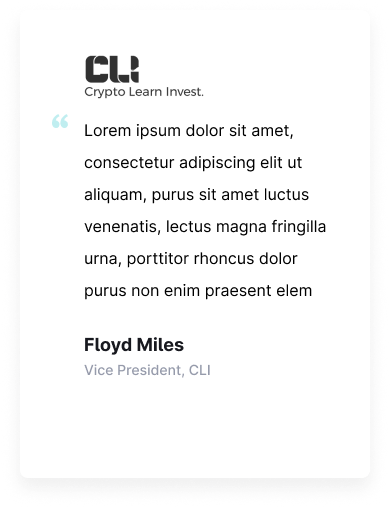 CLI
Crypto Learn Invest.
“
Lorem ipsum dolor sit amet,
consectetur adipiscing elit ut
aliquam, purus sit amet luctus
venenatis, lectus magna fringilla
urna, porttitor rhoncus dolor
purus non enim praesent elem
Floyd Miles
Vice President, CLI